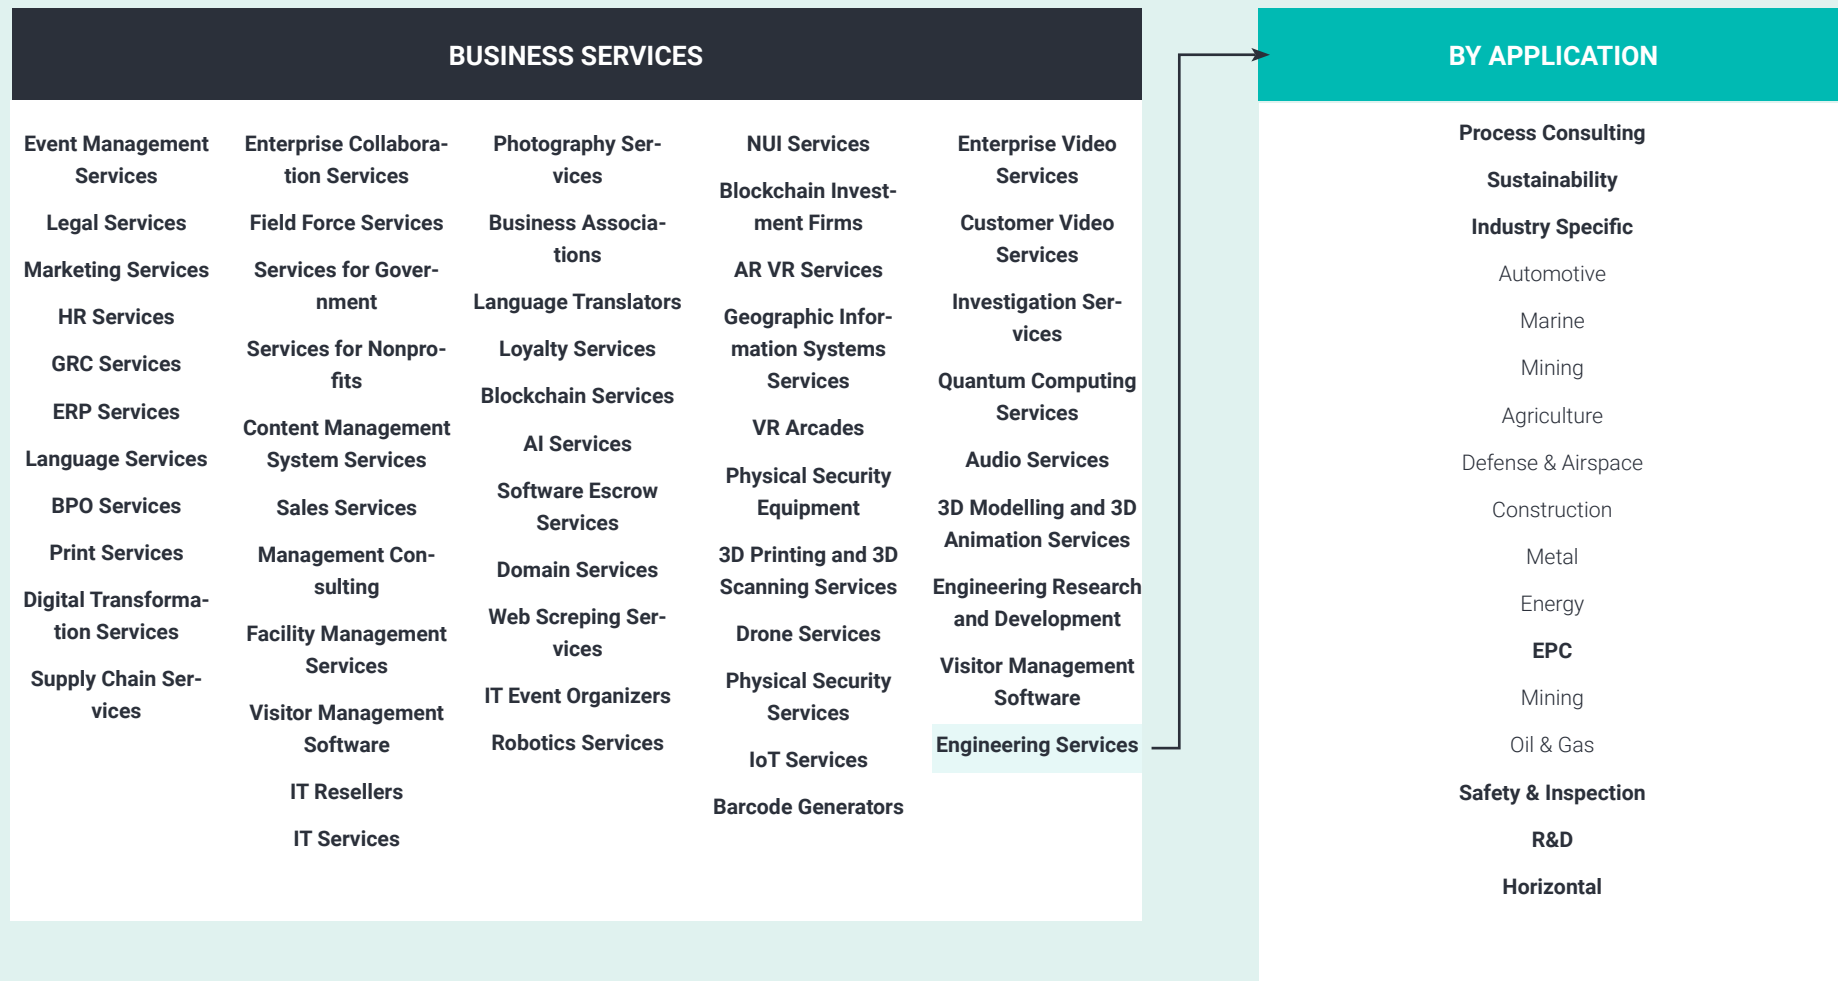 BUSINESS SERVICES
Event Management
Services
Legal Services
Marketing Services
HR Services
GRC Services
ERP Services
Language Services
BPO Services
Print Services
Digital Transforma-
tion Services
Supply Chain Ser-
vices
Enterprise Collabora-
tion Services
Field Force Services
Services for Gover-
nment
Services for Nonpro-
fits
Content Management
System Services
Sales Services
Management Con-
sulting
Facility Management
Services
Visitor Management
Software
IT Resellers
IT Services
Photography Ser-
vices
Business Associa-
tions
Language Translators
Loyalty Services
Blockchain Services
AI Services
Software Escrow
Services
Domain Services
Web Screping Ser-
vices
IT Event Organizers
Robotics Services
NUI Services
Blockchain Invest-
ment Firms
AR VR Services
Geographic Infor-
mation Systems
Services
VR Arcades
Physical Security
Equipment
3D Printing and 3D
Scanning Services
Drone Services
Physical Security
Services
IoT Services
Barcode Generators
Enterprise Video
Services
Customer Video
Services
Investigation Ser-
vices
Quantum Computing
Services
Audio Services
3D Modelling and 3D
Animation Services
Engineering Research
and Development
Visitor Management
Software
Engineering Services
BY APPLICATION
Process Consulting
Sustainability
Industry Specific
Automotive
Marine
Mining
Agriculture
Defense & Airspace
Construction
Metal
Energy
EPC
Mining
Oil & Gas
Safety & Inspection
R&D
Horizontal